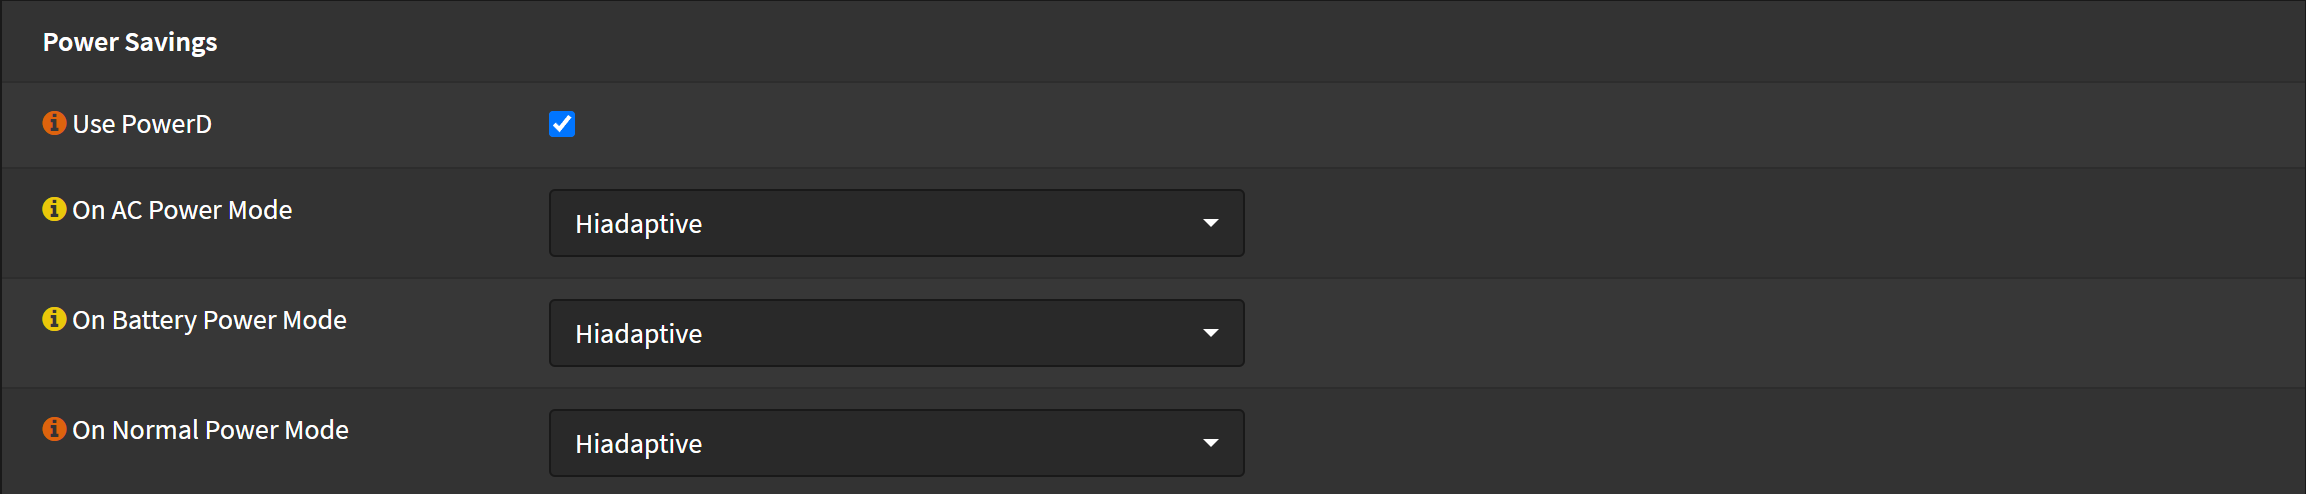 Power Savings
Use PowerD
On AC Power Mode
Hiadaptive
On Battery Power Mode
Hiadaptive
On Normal Power Mode
Hiadaptive